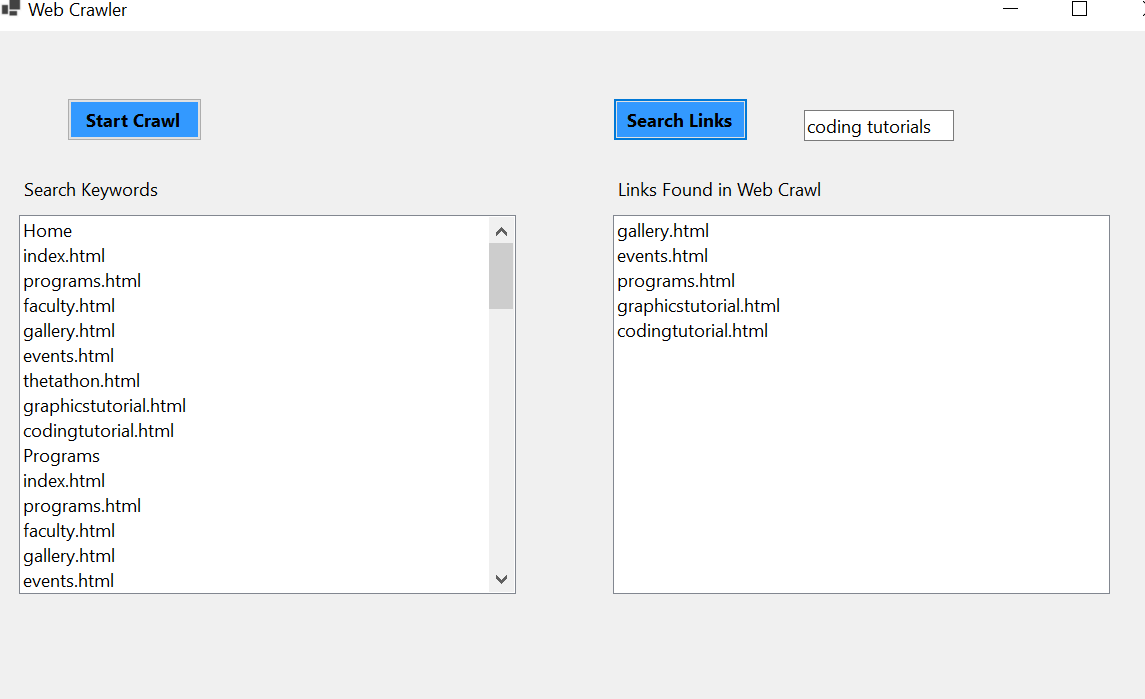 Web Crawler
Start Crawl
Search Links
coding tutorials
Search Keywords
Links Found in Web Crawl
Home
index.html
programs.html
faculty.html
gallery.html
events.html
thetathon.html
graphicstutorial.html
codingtutorial.html
Programs
index.html
programs.html
faculty.html
gallery.html
events.html
gallery.html
events.html
programs.html
graphicstutorial.html
codingtutorial.html